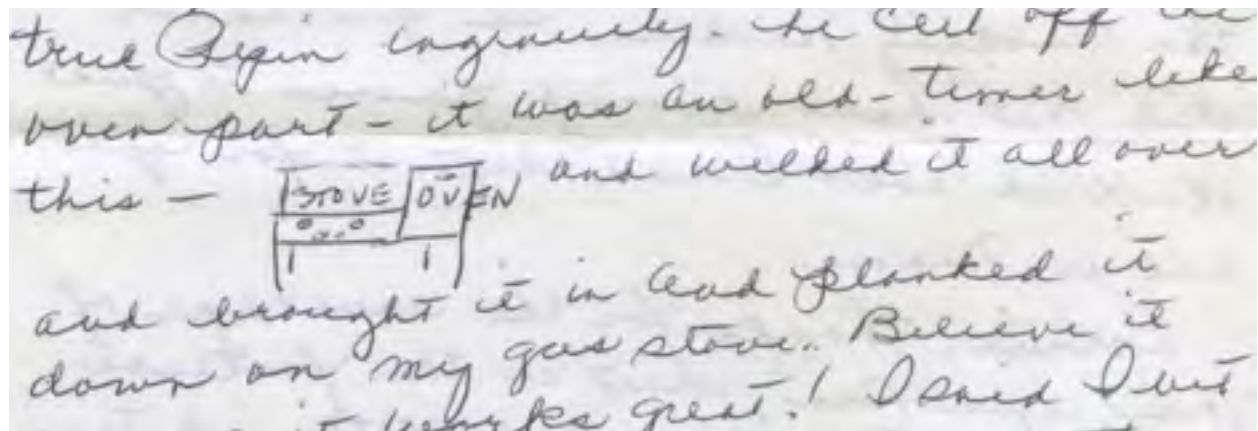 true Pepin ingenuity. He cut off the
oven part - it was an old-timer like
this - STOVE OVEN and welded it all over
and brought it in and planked it
down on my gas stove.. Believe it
it works great! I said I bet